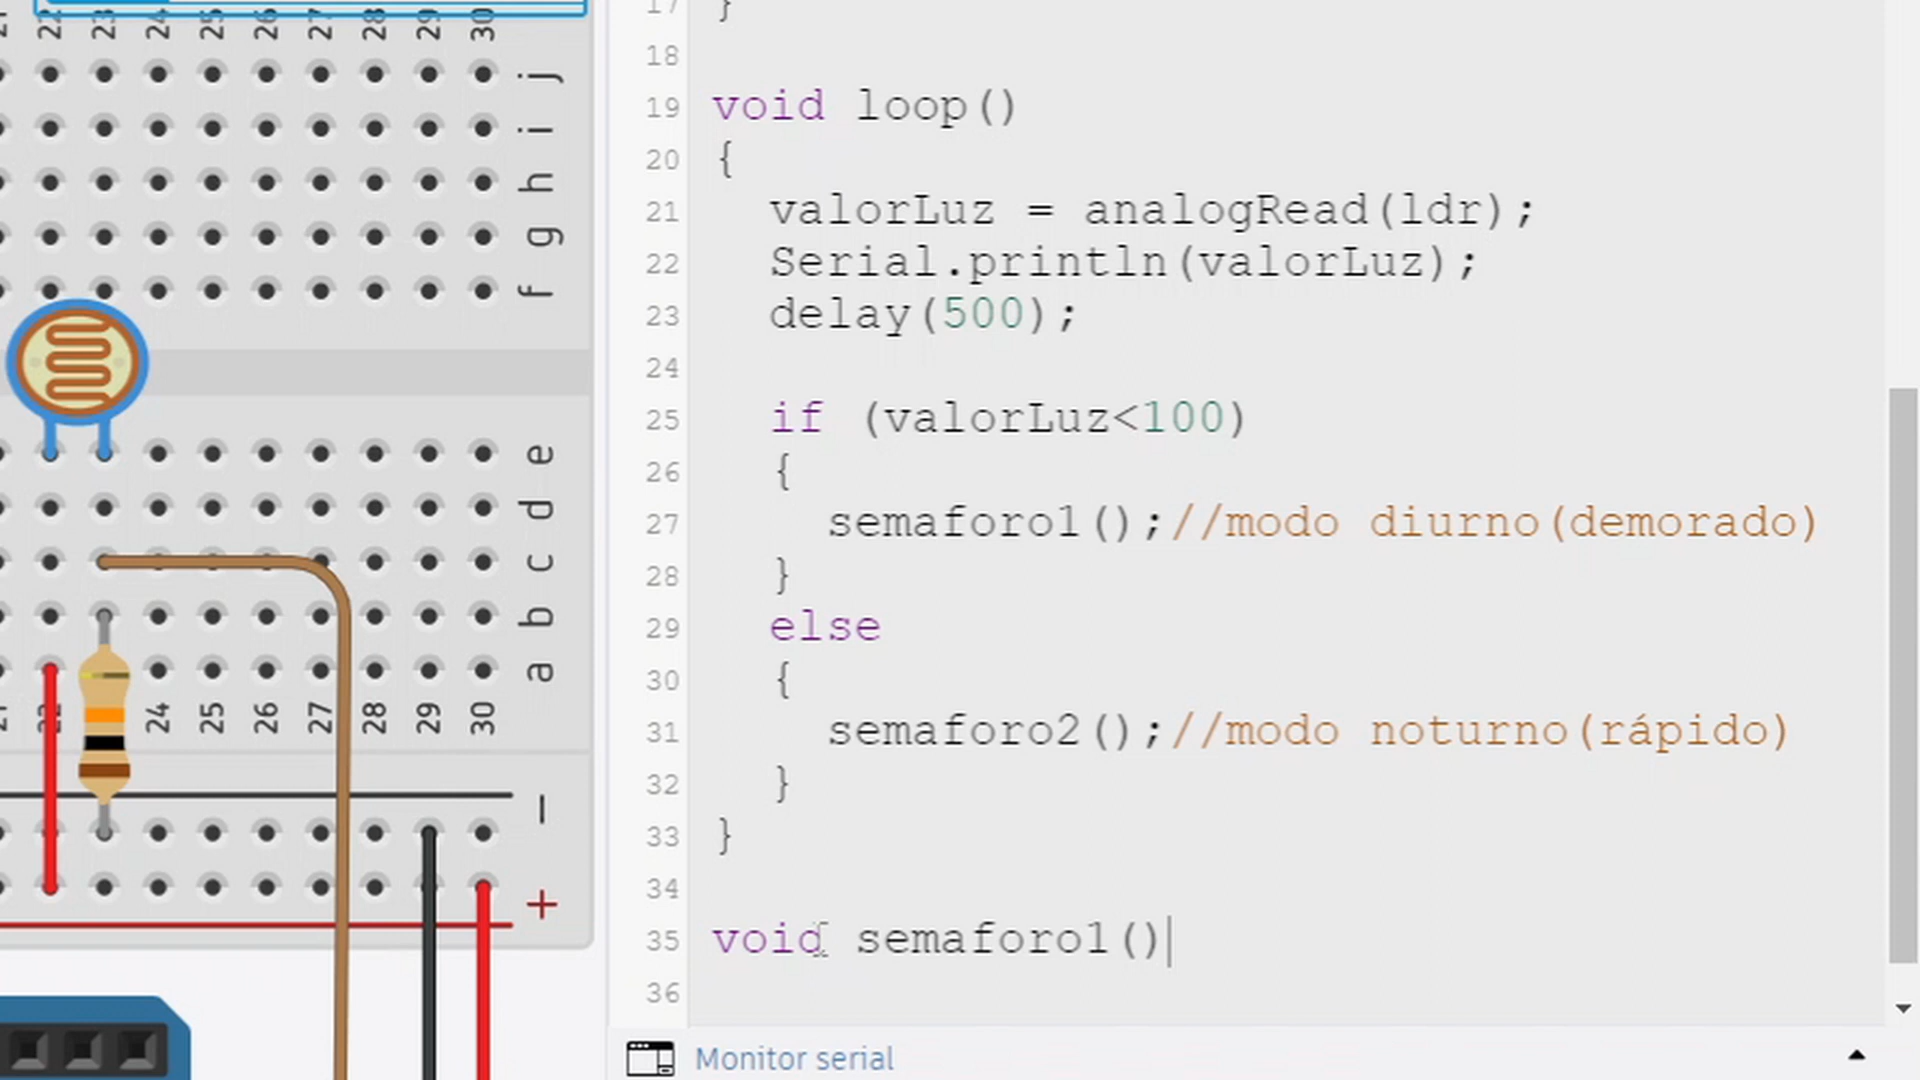 22 23 24 25 26 27 28 29 30
j
i
h
g
f
e
d
c
b
a
24 25 26 27 28 29 30
−
+
17 }
18
19 void loop()
20 {
21 valorLuz = analogRead(ldr);
22 Serial.println(valorLuz);
23 delay(500);
24
25 if (valorLuz<100)
26 {
27 semaforo1();//modo diurno(demorado)
28 }
29 else
30 {
31 semaforo2();//modo noturno(rápido)
32 }
33 }
34
35 void semaforo1()
36
Monitor serial